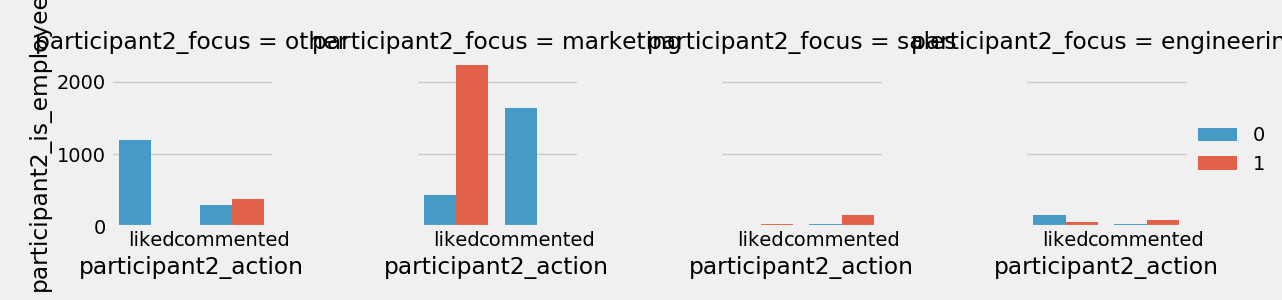 participant2_focus = other
participant2_focus = marketing
participant2_focus = sales
participant2_focus = engineerin
participant2_is_employee
2000
1000
0
liked commented
liked commented
liked commented
liked commented
participant2_action
participant2_action
participant2_action
participant2_action
0
1